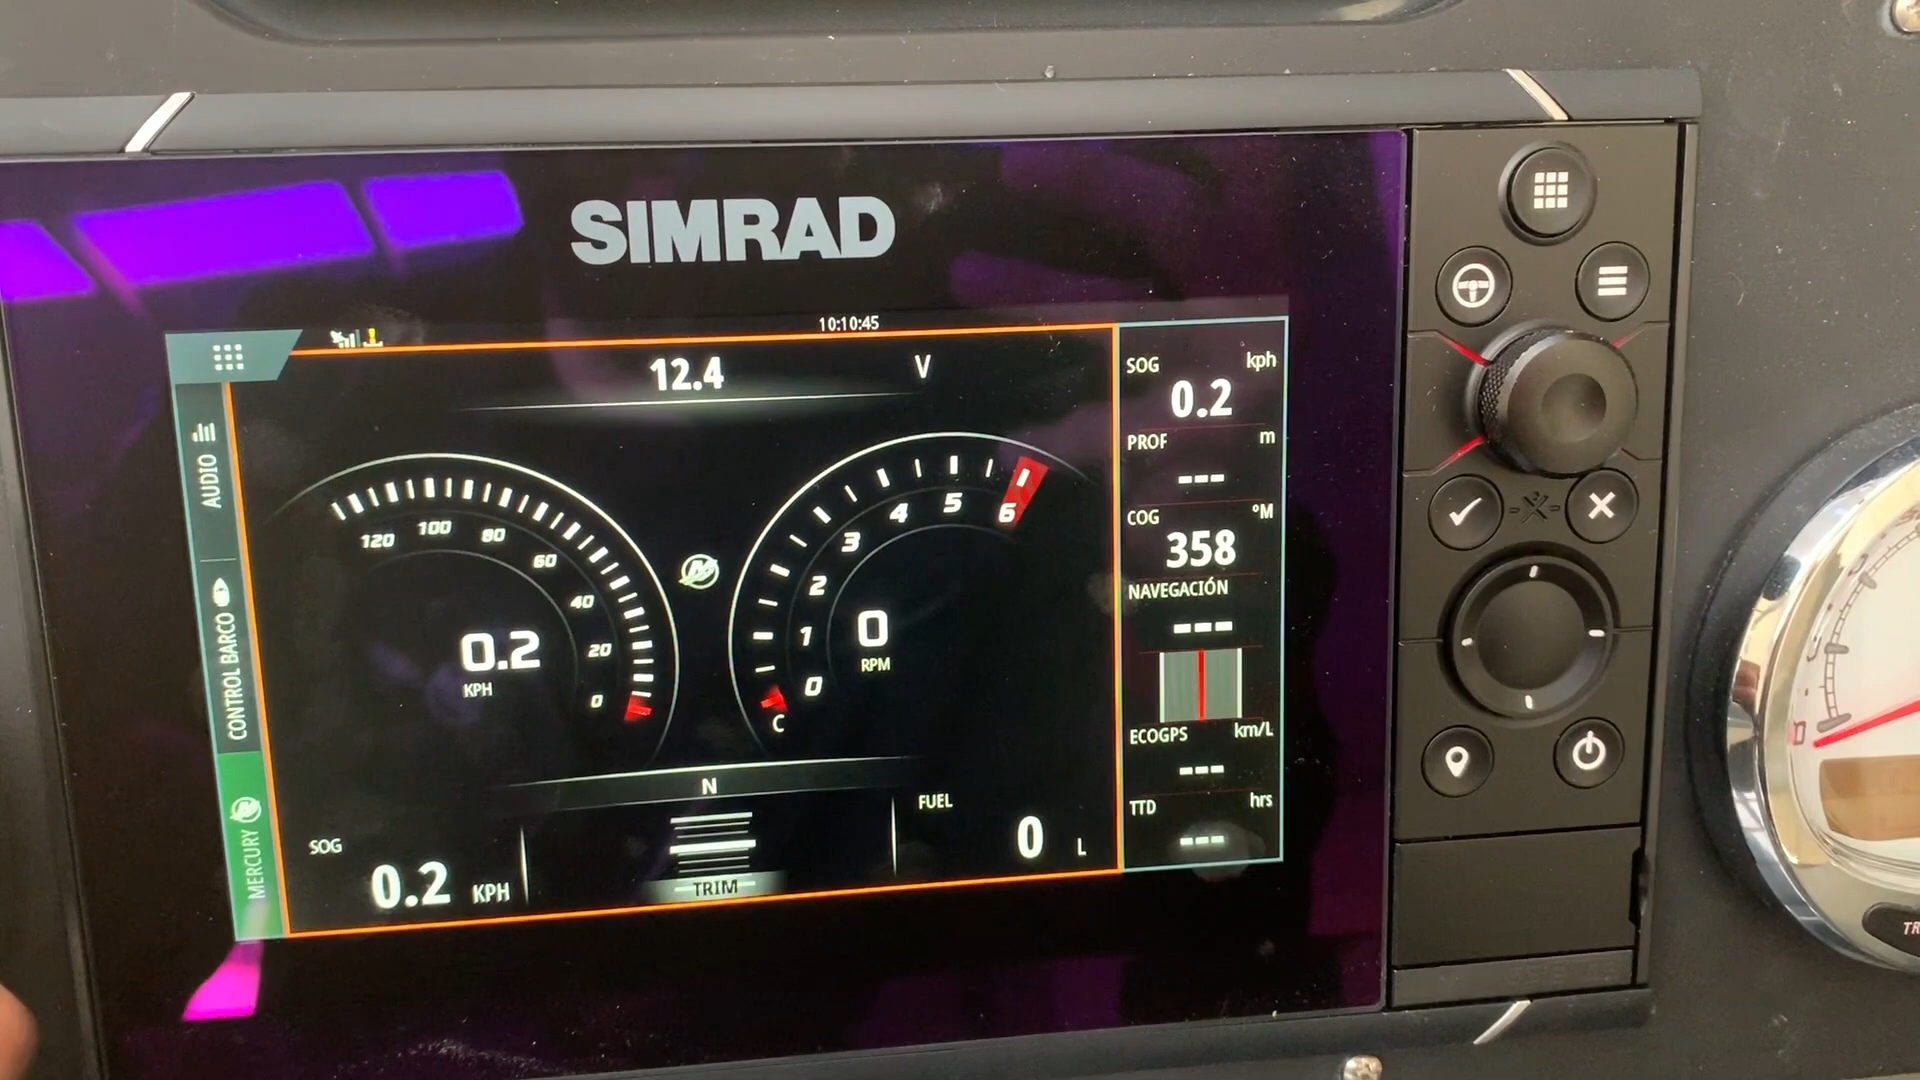 SIMRAD
10:10:45
12.4 V
AUDIO
CONTROL BARCO
MERCURY
120 100 80 60 40 20 0
0.2
KPH
0 1 2 3 4 5 6
0
RPM
C
N
SOG
0.2 KPH
TRIM
FUEL
0 L
SOG kph
0.2
PROF m
---
COG °M
358
NAVEGACIÓN
---
ECOGPS km/L
---
TTD hrs
---
TR